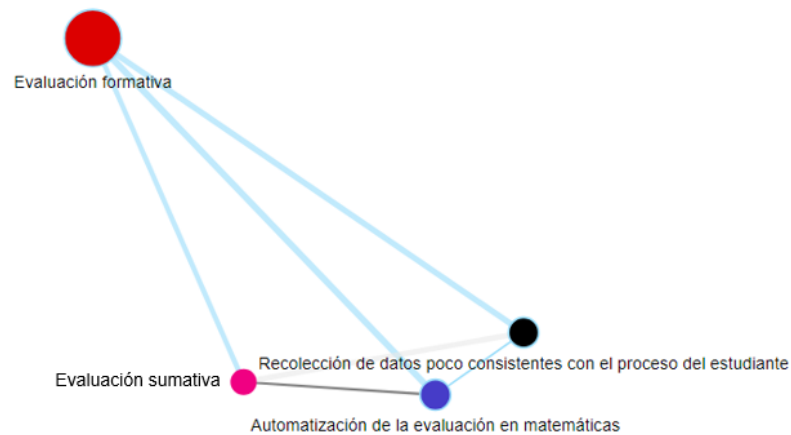 Evaluación formativa
Recolección de datos poco consistentes con el proceso del estudiante
Evaluación sumativa
Automatización de la evaluación en matemáticas